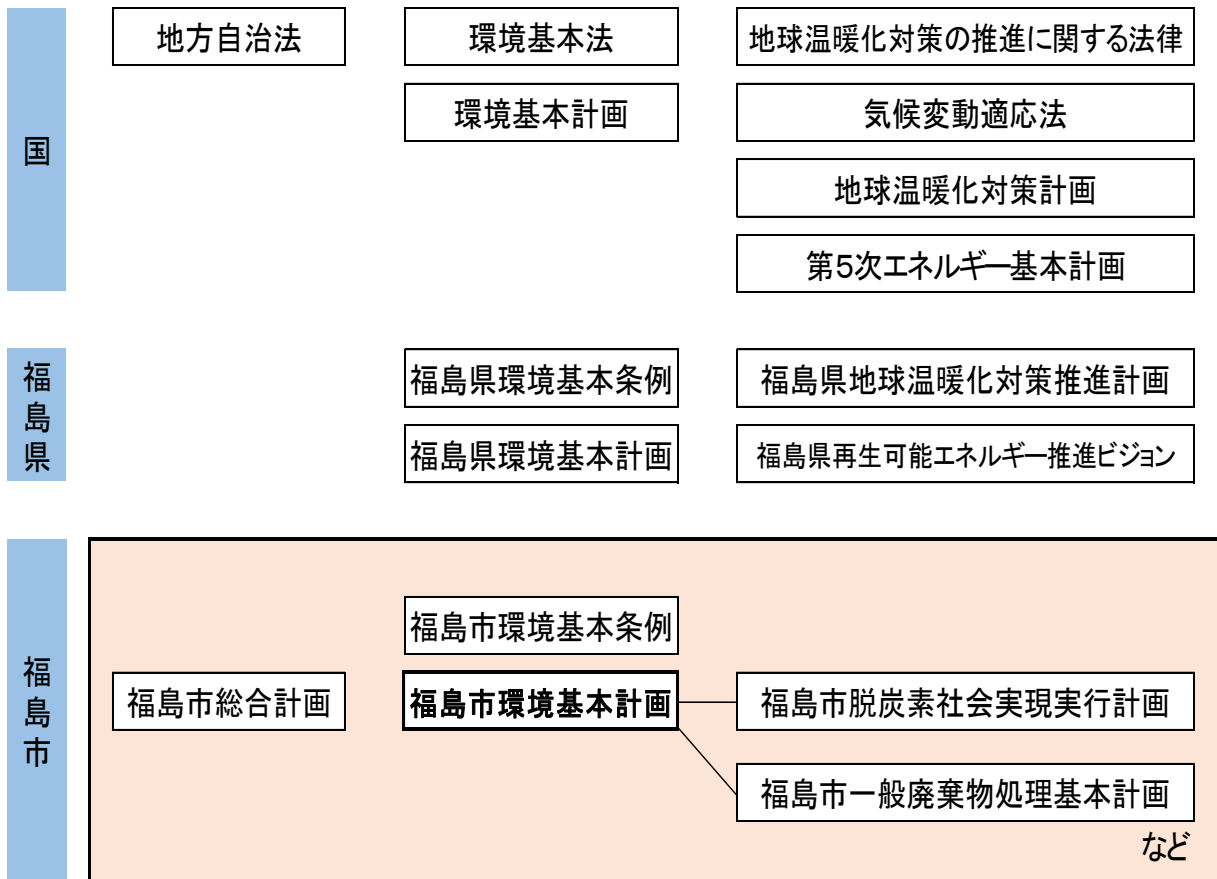 国
地方自治法
環境基本法
地球温暖化対策の推進に関する法律
環境基本計画
気候変動適応法
地球温暖化対策計画
第5次エネルギー基本計画
福島県
福島県環境基本条例
福島県地球温暖化対策推進計画
福島県環境基本計画
福島県再生可能エネルギー推進ビジョン
福島市
福島市環境基本条例
福島市総合計画
福島市環境基本計画
福島市脱炭素社会実現実行計画
福島市一般廃棄物処理基本計画
など